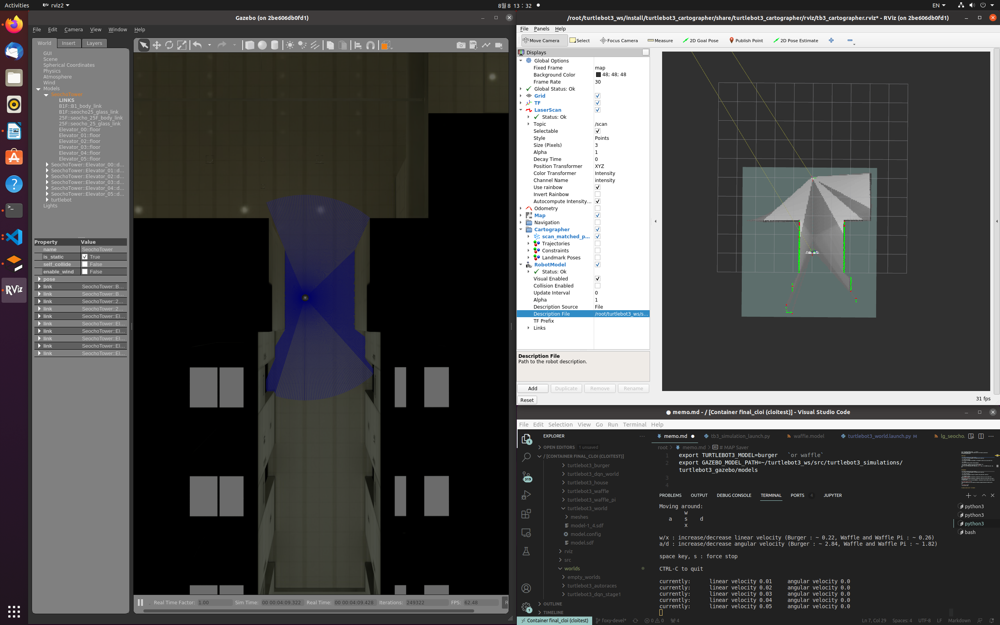 Activities
rviz2
8월 8 13 : 32
EN
Gazebo (on 2be606db0fd1)
File Edit Camera View Window Help
World Insert Layers
GUI
Scene
Spherical Coordinates
Physics
Atmosphere
Wind
Models
SeochoTower
LINKS
B1F::B1_body_link
B1F::seocho25_glass_link
25F::seocho_25F_body_link
25F::seocho_25_glass_link
Elevator_00::floor
Elevator_01::floor
Elevator_02::floor
Elevator_03::floor
Elevator_04::floor
Elevator_05::floor
SeochoTower::Elevator_00::d...
SeochoTower::Elevator_01::d...
SeochoTower::Elevator_02::d...
SeochoTower::Elevator_03::d...
SeochoTower::Elevator_04::d...
SeochoTower::Elevator_05::d...
turtlebot
Lights
Property Value
name SeochoTower
is_static True
self_collide False
enable_wind False
pose
link SeochoTower::B...
link SeochoTower::B...
link SeochoTower::2...
link SeochoTower::2...
link SeochoTower::El...
link SeochoTower::El...
link SeochoTower::El...
link SeochoTower::El...
link SeochoTower::El...
link SeochoTower::El...
LOG
Real Time Factor: 1.00 Sim Time: 00 00:04:09.322 Real Time: 00 00:04:09.428 Iterations: 249322 FPS: 62.48 R
RViz
/root/turtlebot3_ws/install/turtlebot3_cartographer/share/turtlebot3_cartographer/rviz/tb3_cartographer.rviz* - RViz (on 2be606db0fd1)
File Panels Help
Move Camera Select Focus Camera Measure 2D Goal Pose Publish Point 2D Pose Estimate
Displays
Global Options
Fixed Frame map
Background Color 48; 48; 48
Frame Rate 30
Global Status: Ok
Grid
TF
LaserScan
Status: Ok
Topic /scan
Selectable
Style Points
Size (Pixels) 3
Alpha 1
Decay Time 0
Position Transformer XYZ
Color Transformer Intensity
Channel Name intensity
Use rainbow
Invert Rainbow
Autocompute Intensity...
Odometry
Map
Navigation
Cartographer
scan_matched_p...
Trajectories
Constraints
Landmark Poses
RobotModel
Status: Ok
Visual Enabled
Collision Enabled
Update Interval 0
Alpha 1
Description Source File
Description File /root/turtlebot3_ws/s...
TF Prefix
Links
Description File
Path to the robot description.
Add Duplicate Remove Rename
Reset
31 fps
● memo.md - / [Container final_cloi (cloitest)] - Visual Studio Code
File Edit Selection View Go Run Terminal Help
EXPLORER ...
OPEN EDITORS 1 unsaved
/ [CONTAINER FINAL_CLOI (CLOITEST)]
turtlebot3_burger
turtlebot3_dqn_world
turtlebot3_house
turtlebot3_waffle
turtlebot3_waffle_pi
turtlebot3_world
meshes
model-1_4.sdf
model.config
model.sdf
rviz
src
worlds
empty_worlds
turtlebot3_autoraces
turtlebot3_dqn_stage1
OUTLINE
TIMELINE
1
319
1
memo.md ● tb3_simulation_launch.py waffle.model turtlebot3_world.launch.py M lg_seocho.
root > memo.md > # MAP Saver
1 export TURTLEBOT3_MODEL=burger `or waffle`
2 export GAZEBO_MODEL_PATH=~/turtlebot3_ws/src/turtlebot3_simulations/
turtlebot3_gazebo/models
3
4
PROBLEMS OUTPUT DEBUG CONSOLE TERMINAL PORTS 4 JUPYTER
Moving around:
w
a s d
x
w/x : increase/decrease linear velocity (Burger : ~ 0.22, Waffle and Waffle Pi : ~ 0.26)
a/d : increase/decrease angular velocity (Burger : ~ 2.84, Waffle and Waffle Pi : ~ 1.82)
space key, s : force stop
CTRL-C to quit
currently: linear velocity 0.01 angular velocity 0.0
currently: linear velocity 0.02 angular velocity 0.0
currently: linear velocity 0.03 angular velocity 0.0
currently: linear velocity 0.04 angular velocity 0.0
currently: linear velocity 0.05 angular velocity 0.0
python3
python3
python3
bash
Container final_cloi (cloitest) foxy-devel* 0 0 4 Ln 7, Col 29 Spaces: 4 UTF-8 LF Markdown